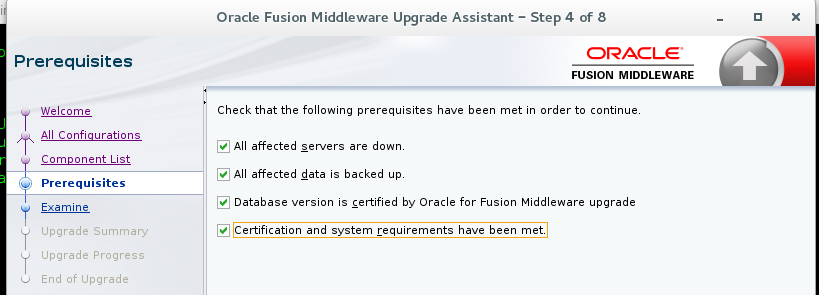 Oracle Fusion Middleware Upgrade Assistant – Step 4 of 8
Prerequisites
ORACLE
FUSION MIDDLEWARE
Welcome
All Configurations
Component List
Prerequisites
Examine
Upgrade Summary
Upgrade Progress
End of Upgrade
Check that the following prerequisites have been met in order to continue.
All affected servers are down.
All affected data is backed up.
Database version is certified by Oracle for Fusion Middleware upgrade
Certification and system requirements have been met.